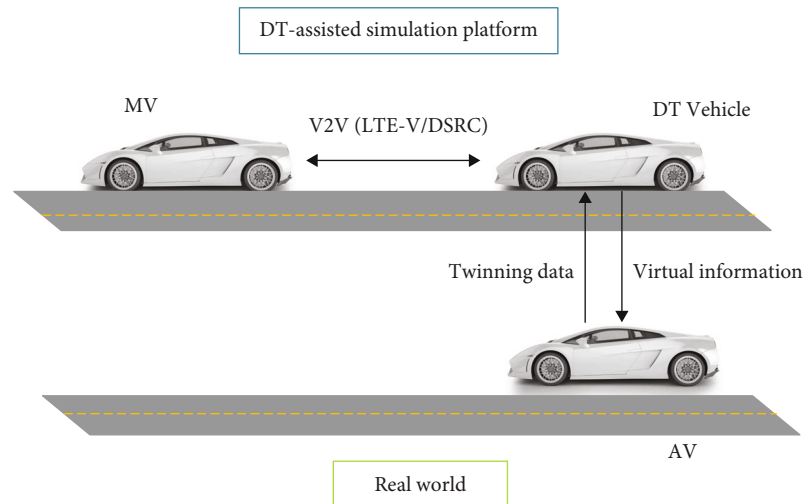 DT-assisted simulation platform
MV
V2V (LTE-V/DSRC)
DT Vehicle
Twinning data
Virtual information
AV
Real world